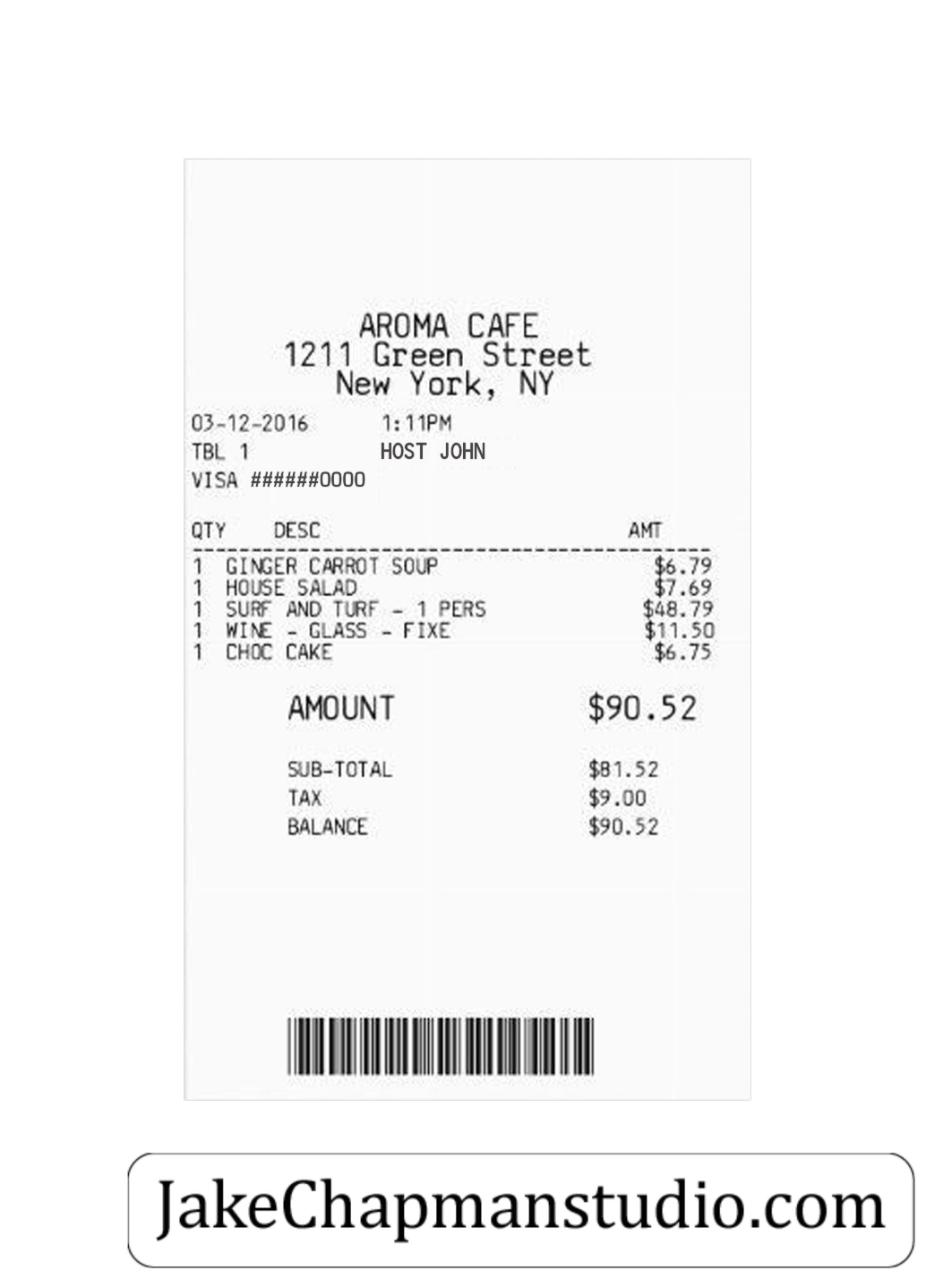 AROMA CAFE
1211 Green Street
New York, NY
03-12-2016 1:11PM
TBL 1 HOST JOHN
VISA ######0000
QTY DESC AMT
--------------------------------------------
1 GINGER CARROT SOUP $6.79
1 HOUSE SALAD $7.69
1 SURF AND TURF - 1 PERS $48.79
1 WINE - GLASS - FIXE $11.50
1 CHOC CAKE $6.75
AMOUNT $90.52
SUB-TOTAL $81.52
TAX $9.00
BALANCE $90.52
JakeChapmanstudio.com